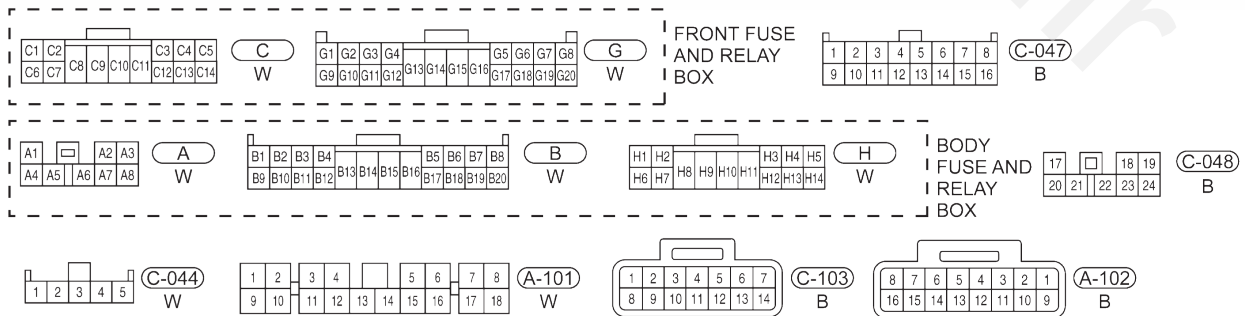 C1 C2 C3 C4 C5
C6 C7 C8 C9 C10 C11 C12 C13 C14
C
W
G1 G2 G3 G4 G5 G6 G7 G8
G9 G10 G11 G12 G13 G14 G15 G16 G17 G18 G19 G20
G
W
FRONT FUSE
AND RELAY
BOX
1 2 3 4 5 6 7 8
9 10 11 12 13 14 15 16
C-047
B
A1 A2 A3
A4 A5 A6 A7 A8
A
W
B1 B2 B3 B4 B5 B6 B7 B8
B9 B10 B11 B12 B13 B14 B15 B16 B17 B18 B19 B20
B
W
H1 H2 H3 H4 H5
H6 H7 H8 H9 H10 H11 H12 H13 H14
H
W
BODY
FUSE AND
RELAY
BOX
17 18 19
20 21 22 23 24
C-048
B
1 2 3 4 5
C-044
W
1 2 3 4 5 6 7 8
9 10 11 12 13 14 15 16 17 18
A-101
W
1 2 3 4 5 6 7
8 9 10 11 12 13 14
C-103
B
8 7 6 5 4 3 2 1
16 15 14 13 12 11 10 9
A-102
B